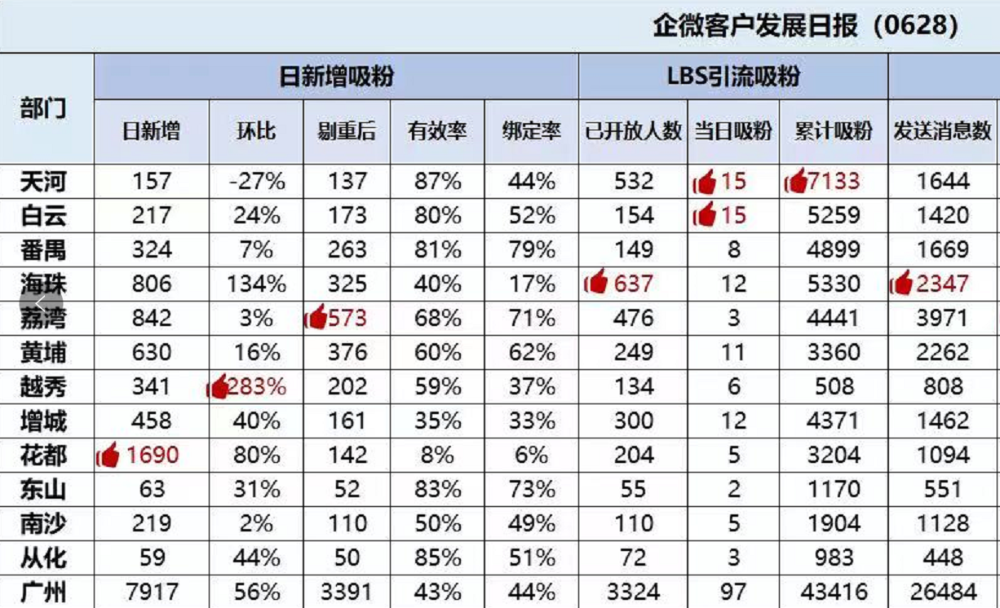 企微客户发展日报（0628）
部门 日新增吸粉 LBS引流吸粉
日新增 环比 剔重后 有效率 绑定率 已开放人数 当日吸粉 累计吸粉 发送消息数
天河 157 -27% 137 87% 44% 532 15 7133 1644
白云 217 24% 173 80% 52% 154 15 5259 1420
番禺 324 7% 263 81% 79% 149 8 4899 1669
海珠 806 134% 325 40% 17% 637 12 5330 2347
荔湾 842 3% 573 68% 71% 476 3 4441 3971
黄埔 630 16% 376 60% 62% 249 11 3360 2262
越秀 341 283% 202 59% 37% 134 6 508 808
增城 458 40% 161 35% 33% 300 12 4371 1462
花都 1690 80% 142 8% 6% 204 5 3204 1094
东山 63 31% 52 83% 73% 55 2 1170 551
南沙 219 2% 110 50% 49% 110 5 1904 1128
从化 59 44% 50 85% 51% 72 3 983 448
广州 7917 56% 3391 43% 44% 3324 97 43416 26484